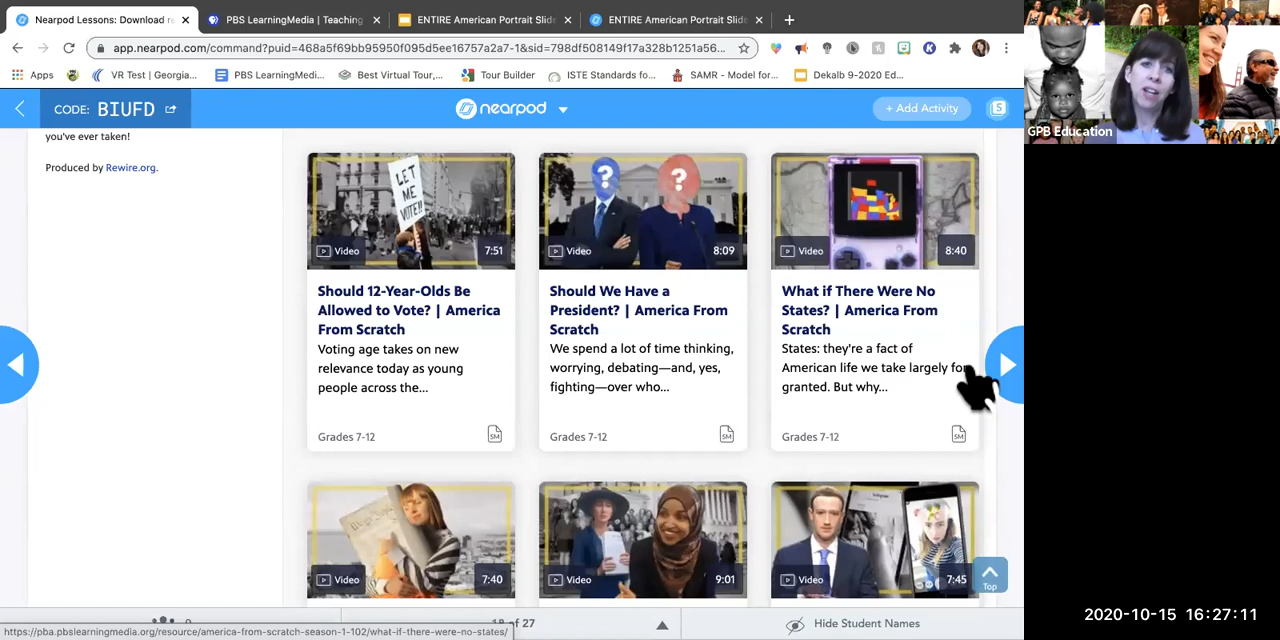 Nearpod Lessons: Download re
PBS LearningMedia | Teaching
ENTIRE American Portrait Slide
ENTIRE American Portrait Slide
app.nearpod.com/command?puid=468a5f69bb95950f095d5ee16757a2a7-1&sid=798df508149f17a328b1251a56...
Apps
VR Test | Georgia...
PBS LearningMedi...
Best Virtual Tour,...
Tour Builder
ISTE Standards fo...
SAMR - Model for...
Dekalb 9-2020 Ed...
CODE: BIUFD
nearpod
+ Add Activity
S
GPB Education
you've ever taken!
Produced by Rewire.org.
LET ME VOTE!!
Video
7:51
? ?
Video
8:09
Video
8:40
Should 12-Year-Olds Be
Allowed to Vote? | America
From Scratch
Voting age takes on new
relevance today as young
people across the...
Grades 7-12
SM
Should We Have a
President? | America From
Scratch
We spend a lot of time thinking,
worrying, debating—and, yes,
fighting—over who...
Grades 7-12
SM
What if There Were No
States? | America From
Scratch
States: they're a fact of
American life we take largely for
granted. But why...
Grades 7-12
SM
Video
7:40
Video
9:01
Video
7:45
Top
of 27
Hide Student Names
https://pba.pbslearningmedia.org/resource/america-from-scratch-season-1-102/what-if-there-were-no-states/
2020-10-15 16:27:11